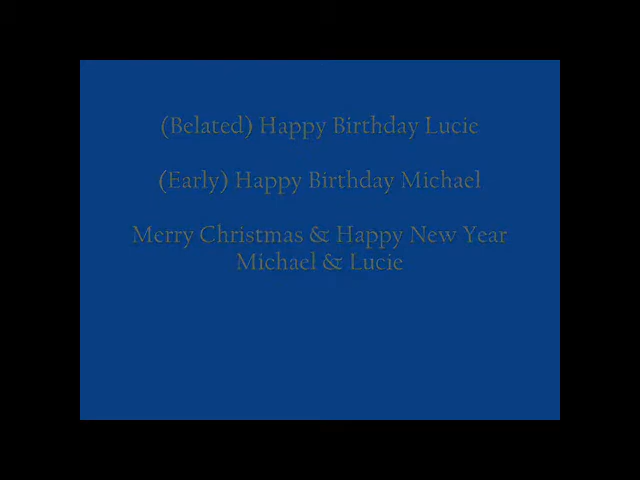 (Belated) Happy Birthday Lucie
(Early) Happy Birthday Michael
Merry Christmas & Happy New Year
Michael & Lucie